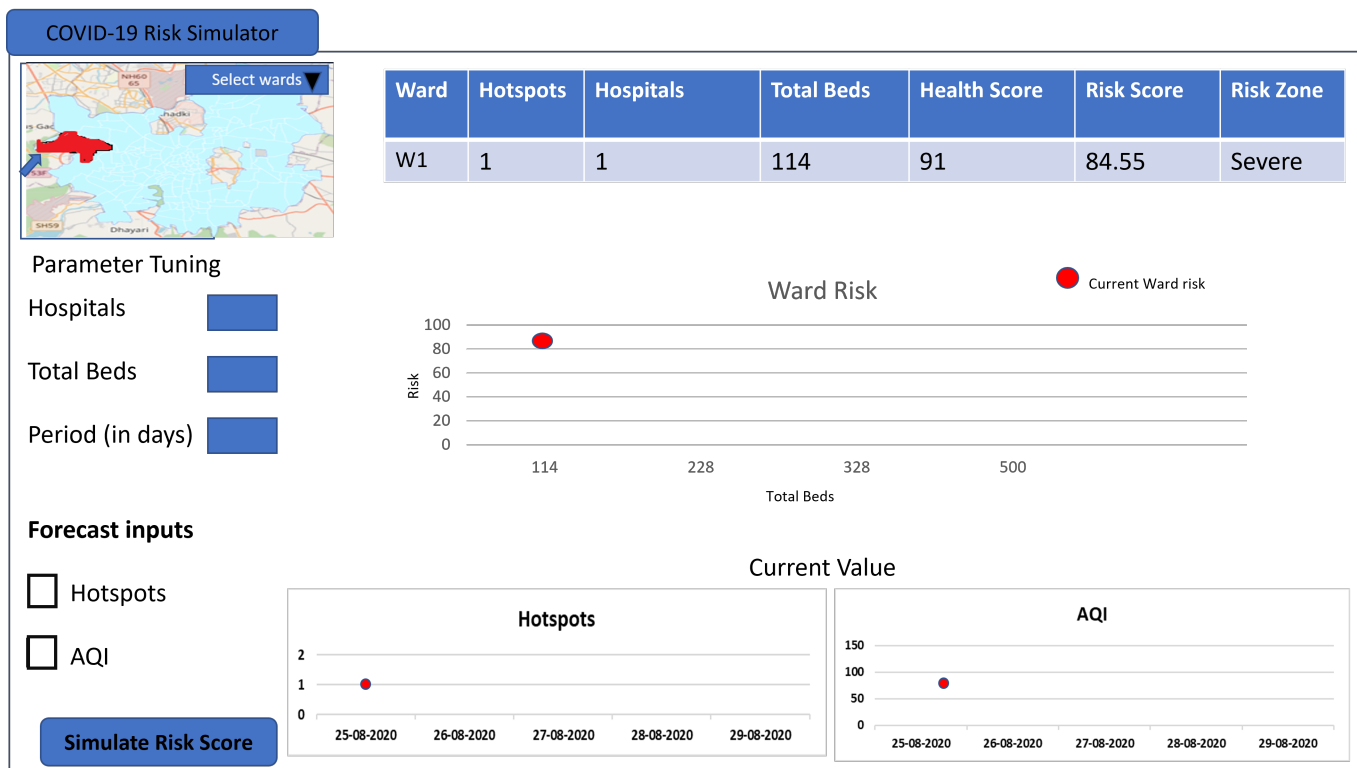 COVID-19 Risk Simulator
Select wards
NH60
65
hadki
53F
SH59
Dhayari
Ward Hotspots Hospitals Total Beds Health Score Risk Score Risk Zone
W1 1 1 114 91 84.55 Severe
Parameter Tuning
Hospitals
Total Beds
Period (in days)
Forecast inputs
Hotspots
AQI
Simulate Risk Score
Ward Risk
Current Ward risk
100
80
60
40
20
0
Risk
114 228 328 500
Total Beds
Current Value
Hotspots
2
1
0
25-08-2020 26-08-2020 27-08-2020 28-08-2020 29-08-2020
AQI
150
100
50
0
25-08-2020 26-08-2020 27-08-2020 28-08-2020 29-08-2020